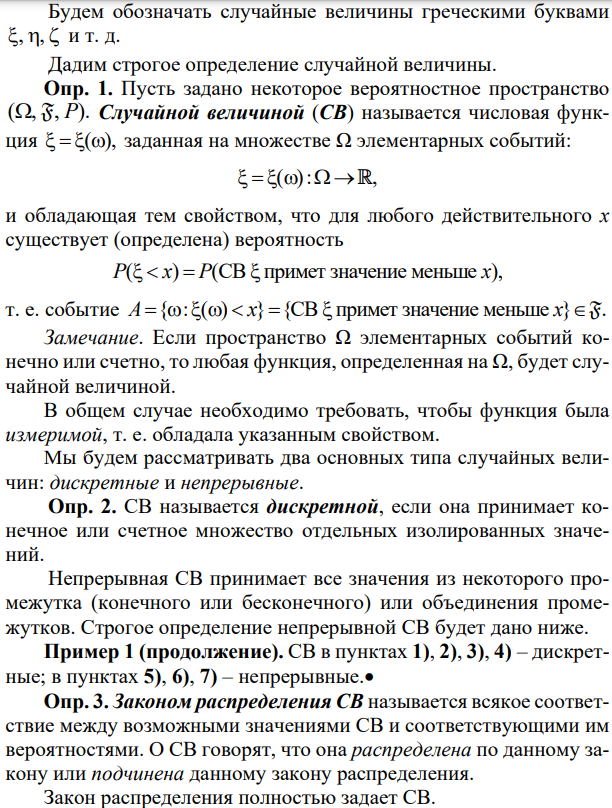 Будем обозначать случайные величины греческими буквами
ξ, η, ζ и т. д.
Дадим строгое определение случайной величины.
Опр. 1. Пусть задано некоторое вероятностное пространство
(Ω, 𝔉, P). Случайной величиной (СВ) называется числовая функ-
ция ξ = ξ(ω), заданная на множестве Ω элементарных событий:
ξ = ξ(ω) : Ω → ℝ,
и обладающая тем свойством, что для любого действительного x
существует (определена) вероятность
P(ξ < x) = P(СВ ξ примет значение меньше x),
т. е. событие A = {ω: ξ(ω) < x} = {СВ ξ примет значение меньше x} ∈ 𝔉.
Замечание. Если пространство Ω элементарных событий ко-
нечно или счетно, то любая функция, определенная на Ω, будет слу-
чайной величиной.
В общем случае необходимо требовать, чтобы функция была
измеримой, т. е. обладала указанным свойством.
Мы будем рассматривать два основных типа случайных вели-
чин: дискретные и непрерывные.
Опр. 2. СВ называется дискретной, если она принимает ко-
нечное или счетное множество отдельных изолированных значе-
ний.
Непрерывная СВ принимает все значения из некоторого про-
межутка (конечного или бесконечного) или объединения проме-
жутков. Строгое определение непрерывной СВ будет дано ниже.
Пример 1 (продолжение). СВ в пунктах 1), 2), 3), 4) – дискрет-
ные; в пунктах 5), 6), 7) – непрерывные.●
Опр. 3. Законом распределения СВ называется всякое соответ-
ствие между возможными значениями СВ и соответствующими им
вероятностями. О СВ говорят, что она распределена по данному за-
кону или подчинена данному закону распределения.
Закон распределения полностью задает СВ.